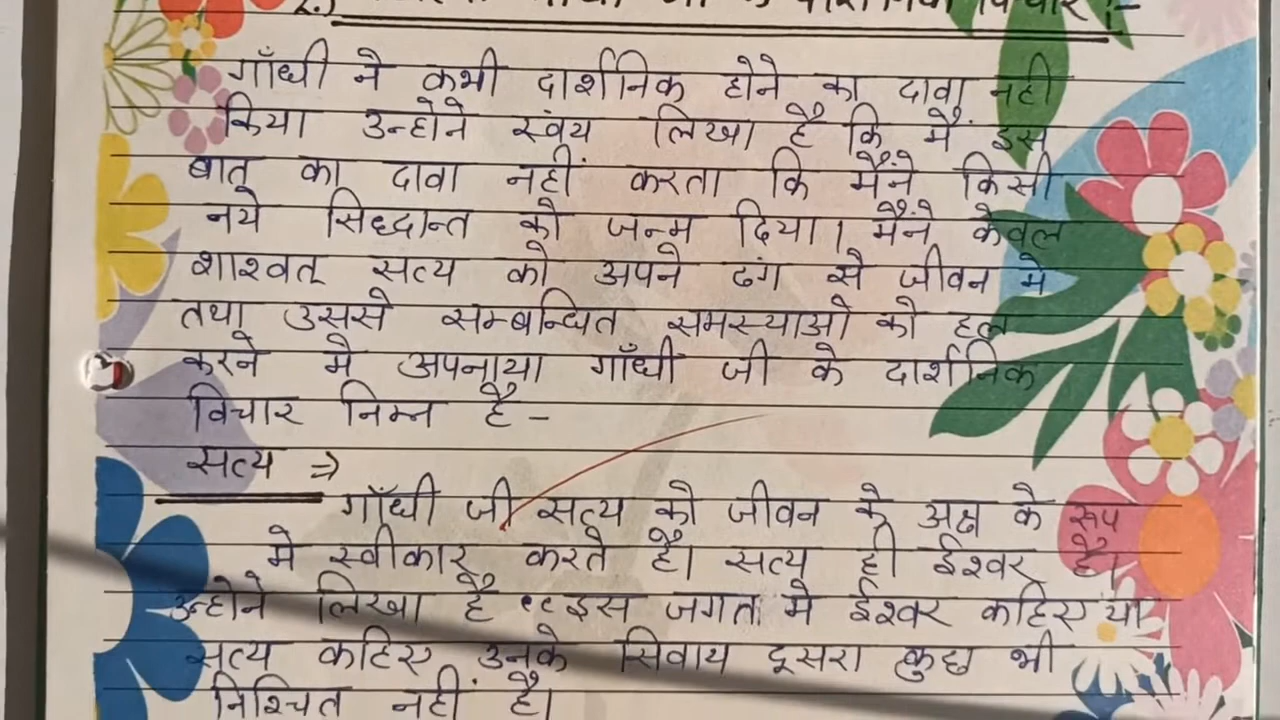 गाँधी ने कभी दार्शनिक होने का दावा नही
किया उन्होने स्वंय लिखा है कि मैं इस
बात का दावा नहीं करता कि मैंने किसी
नये सिध्दान्त को जन्म दिया। मैंने केवल
शाश्वत् सत्य को अपने ढंग से जीवन मे
तथा उससे सम्बन्धित समस्याओ को हल
करने मे अपनाया गाँधी जी के दार्शनिक
विचार निम्न है -
सत्य ⇒
गाँधी जी सत्य को जीवन के के रूप
मे स्वीकार करते है। सत्य ही ईश्वर है।
उन्होने लिखा है "इस जगत मे ईश्वर कहिए या
सत्य कहिए उनके सिवाय दूसरा कुछ भी
निश्चित नहीं है।